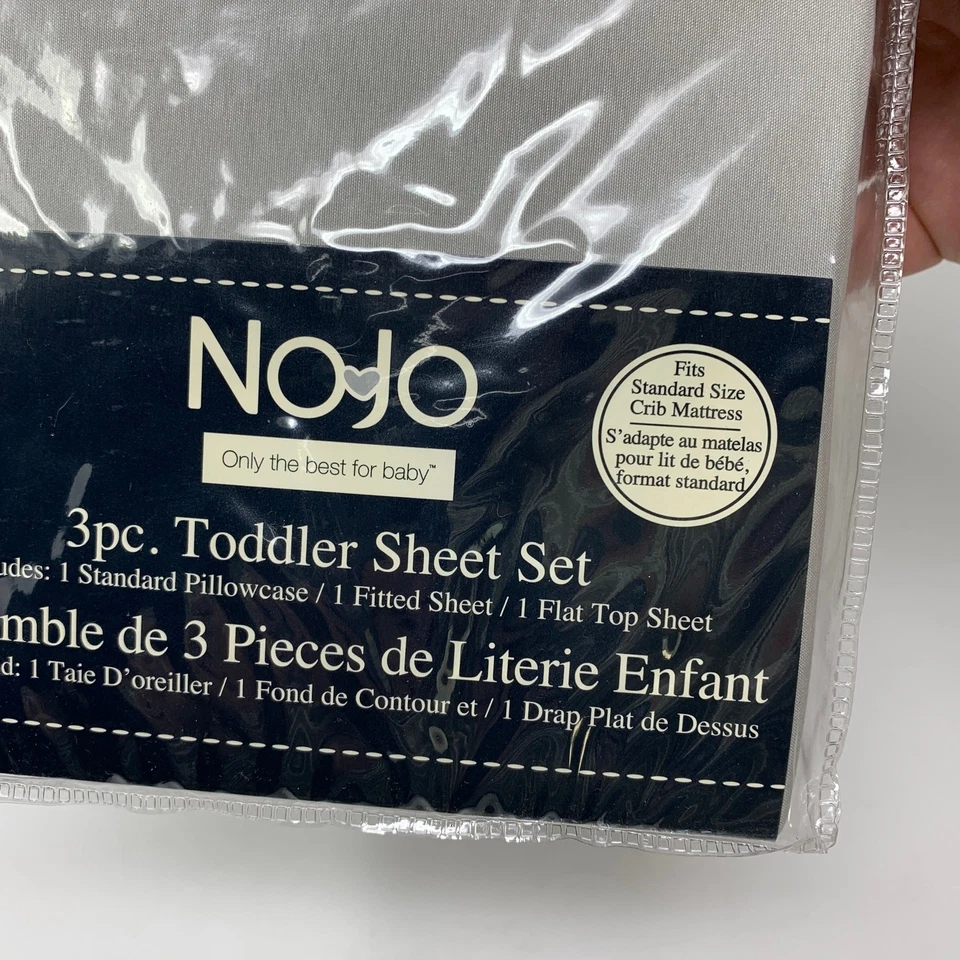 NoJo
Only the best for baby™
Fits
Standard Size
Crib Mattress
S'adapte au matelas
pour lit de bébé,
format standard
3pc. Toddler Sheet Set
udes: 1 Standard Pillowcase / 1 Fitted Sheet / 1 Flat Top Sheet
mble de 3 Pieces de Literie Enfant
d: 1 Taie D'oreiller / 1 Fond de Contour et / 1 Drap Plat de Dessus